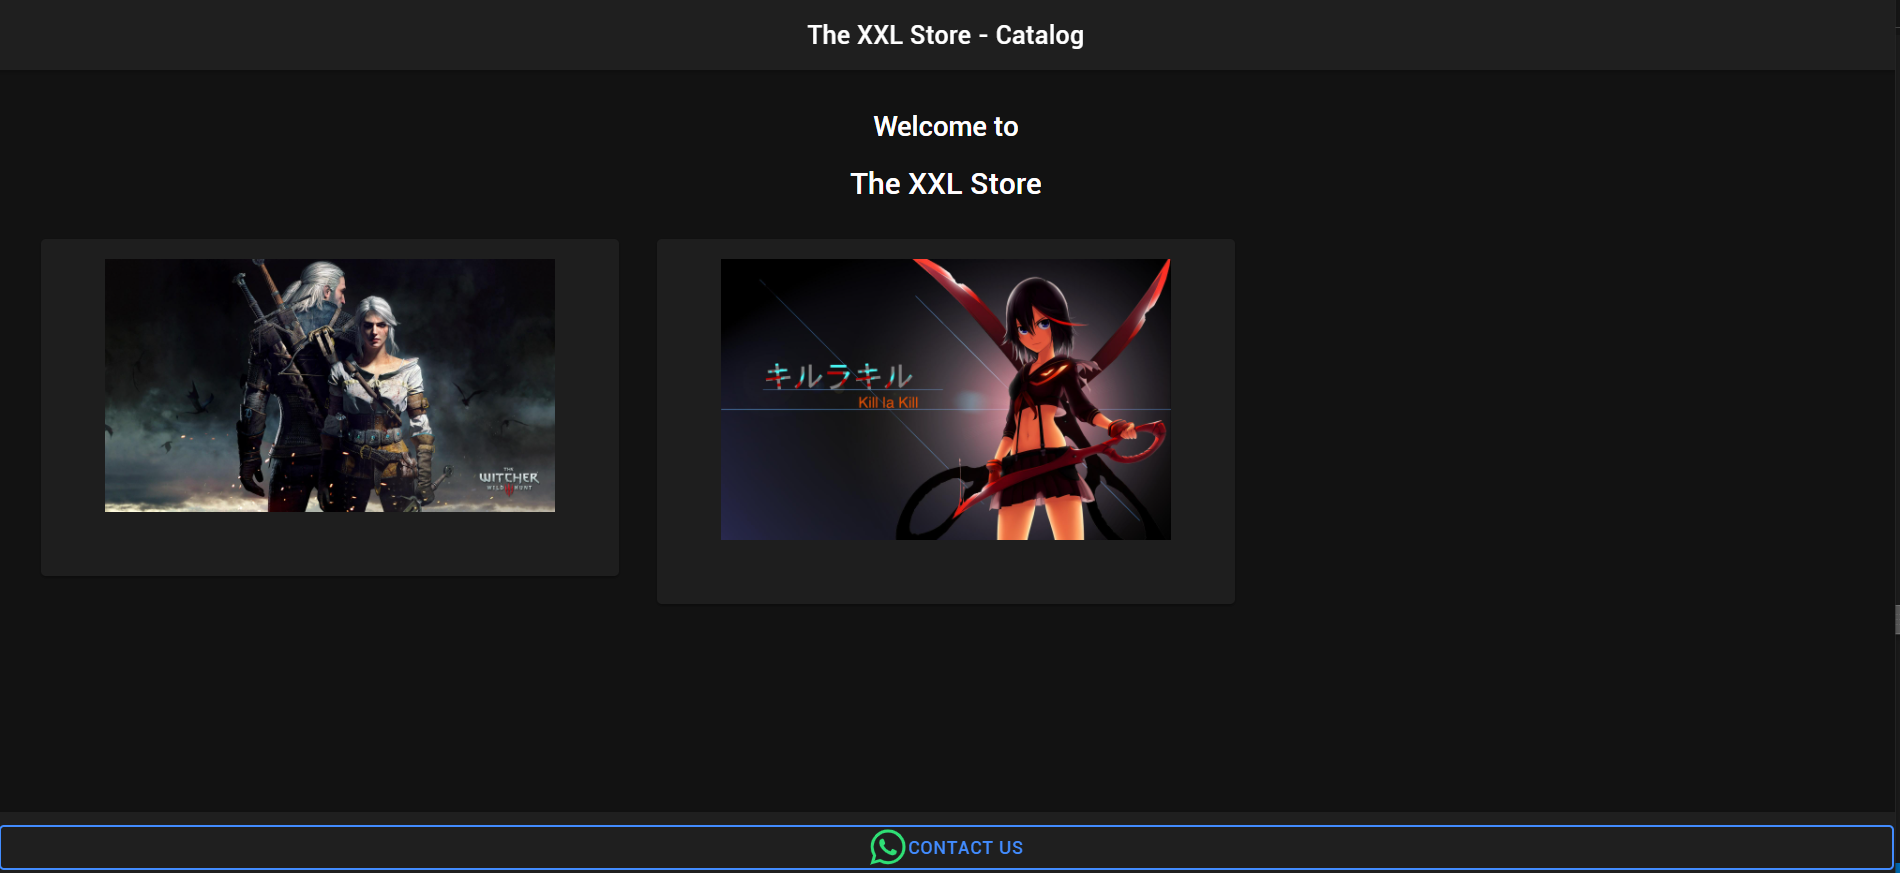 The XXL Store - Catalog
Welcome to
The XXL Store
THE
WITCHER
WILD HUNT
キルラキル
Kill la Kill
CONTACT US